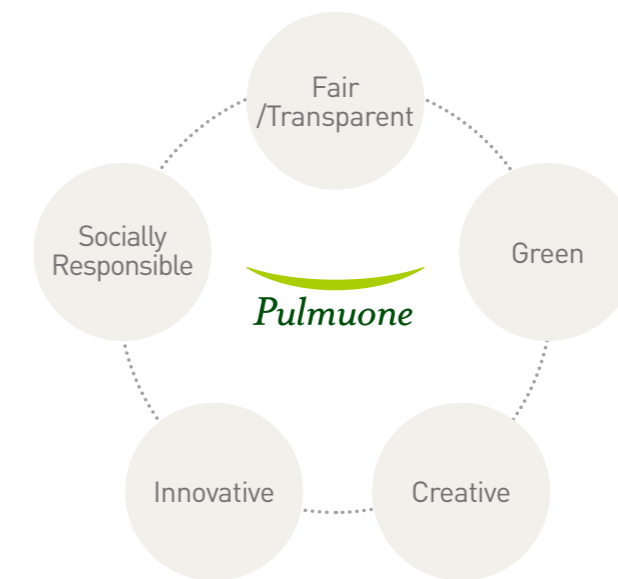 Fair
/Transparent
Socially
Responsible
Green
Pulmuone
Innovative
Creative